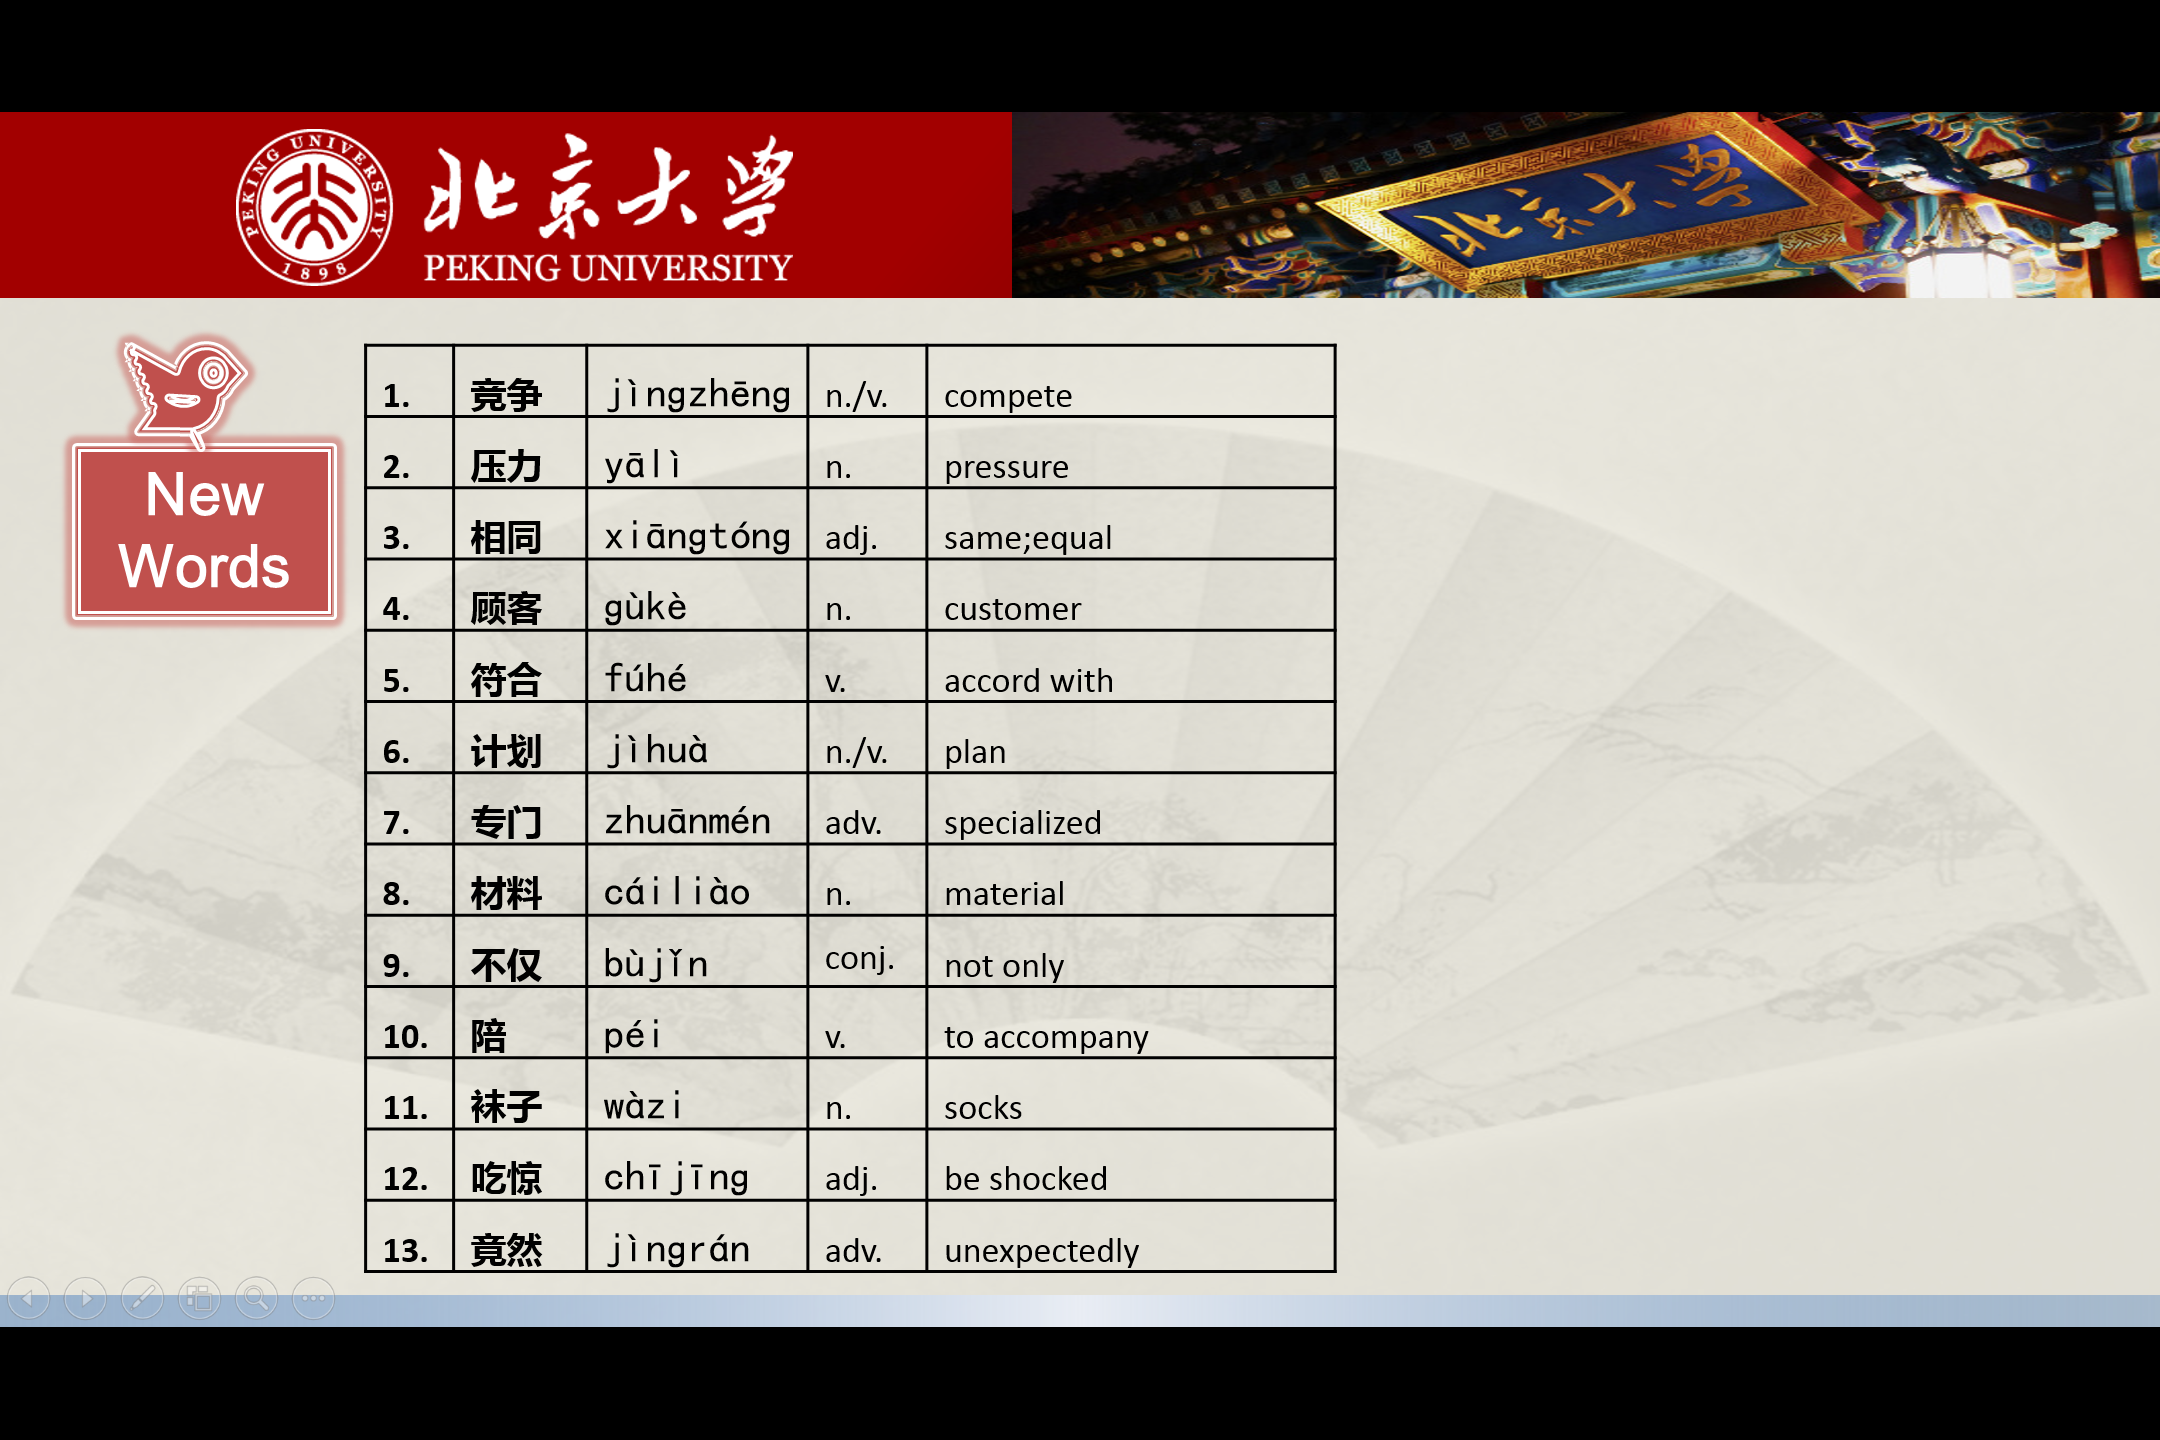 PEKING UNIVERSITY
1898
北京大学
PEKING UNIVERSITY
北京大学
New
Words
1. 竞争 jìngzhēng n./v. compete
2. 压力 yālì n. pressure
3. 相同 xiāngtóng adj. same;equal
4. 顾客 gùkè n. customer
5. 符合 fúhé v. accord with
6. 计划 jìhuà n./v. plan
7. 专门 zhuānmén adv. specialized
8. 材料 cáiliào n. material
9. 不仅 bùjǐn conj. not only
10. 陪 péi v. to accompany
11. 袜子 wàzi n. socks
12. 吃惊 chījīng adj. be shocked
13. 竟然 jìngrán adv. unexpectedly